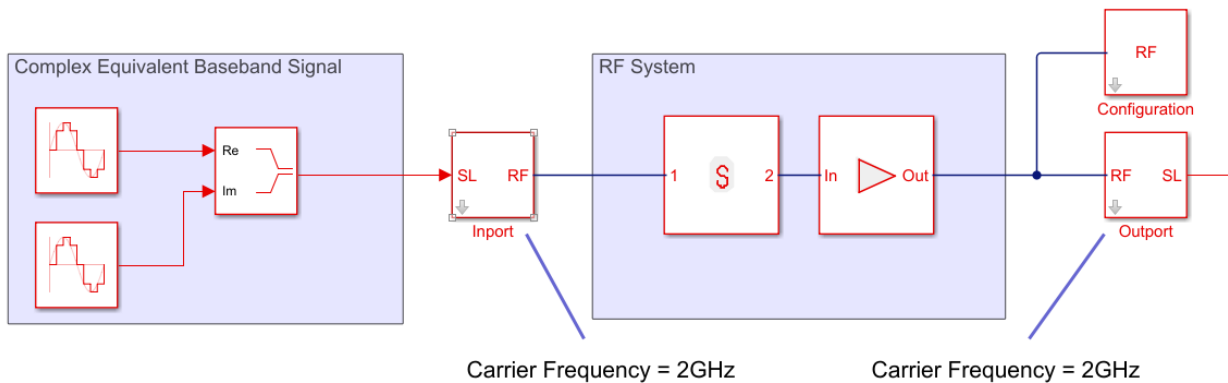 Complex Equivalent Baseband Signal
Re
Im
SL
RF
Inport
RF System
1
S
2
In
Out
RF
Configuration
RF
SL
Outport
Carrier Frequency = 2GHz
Carrier Frequency = 2GHz